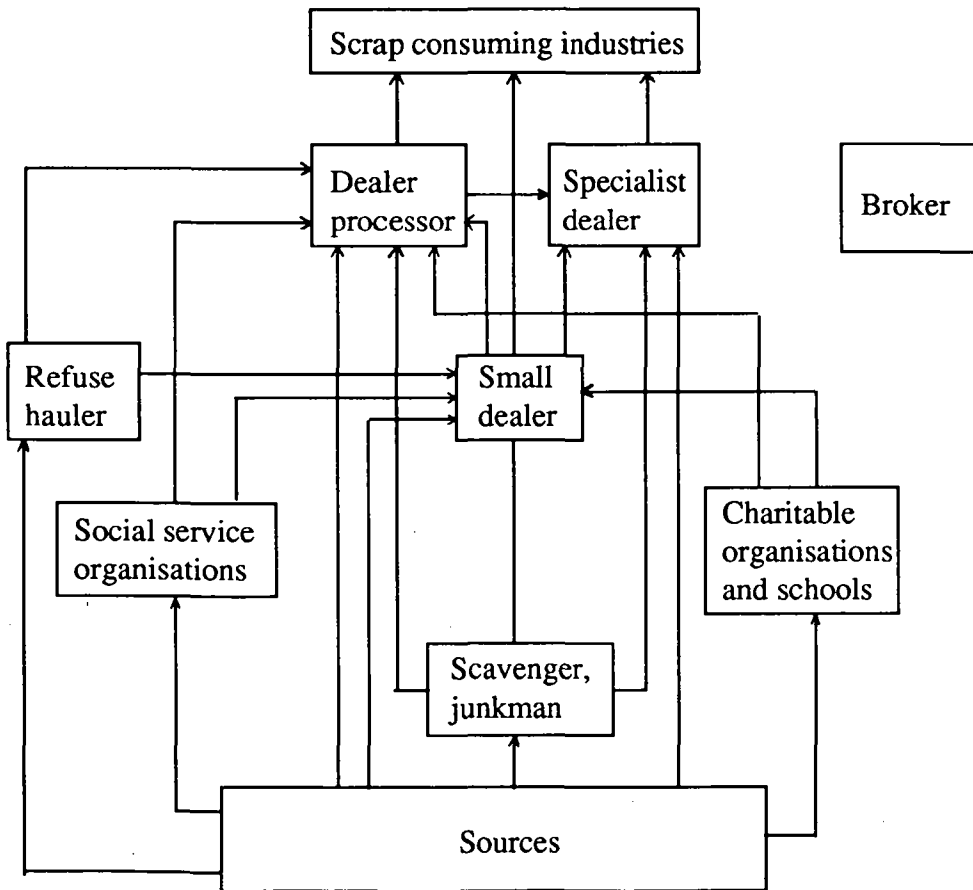 Scrap consuming industries
Dealer
processor
Specialist
dealer
Broker
Refuse
hauler
Small
dealer
Social service
organisations
Charitable
organisations
and schools
Scavenger,
junkman
Sources